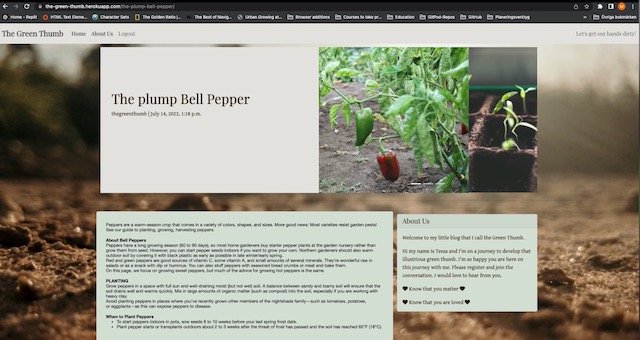 the-green-thumb.herokuapp.com/the-plump-bell-pepper/
Home - Replit HTML Text Eleme... Character Sets The Golden Ratio (... The Best of Navig... Urban Growing at... Browser additions Courses to take pr... Education GitPod-Repos GitHub Planeringsverktyg » Övriga bokmärken
The Green Thumb Home About Us Logout Let's get our hands dirty!
The plump Bell Pepper
thegreenthumb | July 14, 2022, 1:18 p.m.
Peppers are a warm-season crop that comes in a variety of colors, shapes, and sizes. More good news: Most varieties resist garden pests!
See our guide to planting, growing, harvesting peppers.
About Bell Peppers
Peppers have a long growing season (60 to 90 days), so most home gardeners buy starter pepper plants at the garden nursery rather than
grow them from seed. However, you can start pepper seeds indoors if you want to grow your own. Northern gardeners should also warm
outdoor soil by covering it with black plastic as early as possible in late winter/early spring.
Red and green peppers are good sources of vitamin C, some vitamin A, and small amounts of several minerals. They're wonderful raw in
salads or as a snack with dip or hummus. You can also stuff peppers with seasoned bread crumbs or meat and bake them.
On this page, we focus on growing sweet peppers, but much of the advice for growing hot peppers is the same.
PLANTING
Grow peppers in a space with full sun and well-draining moist (but not wet) soil. A balance between sandy and loamy soil will ensure that the
soil drains well and warms quickly. Mix in large amounts of organic matter (such as compost) into the soil, especially if you are working with
heavy clay.
Avoid planting peppers in places where you've recently grown other members of the nightshade family—such as tomatoes, potatoes,
or eggplants—as this can expose peppers to disease.
When to Plant Peppers
• To start peppers indoors in pots, sow seeds 8 to 10 weeks before your last spring frost date.
• Plant pepper starts or transplants outdoors about 2 to 3 weeks after the threat of frost has passed and the soil has reached 65°F (18°C).
About Us
Welcome to my little blog that I call the Green Thumb.
Hi my name is Tessa and I'm on a journey to develop that
illustrious green thumb. I'm so happy you are here on
this journey with me. Please register and join the
conversation. I would love to hear from you.
♥ Know that you matter ♥
♥ Know that you are loved ♥